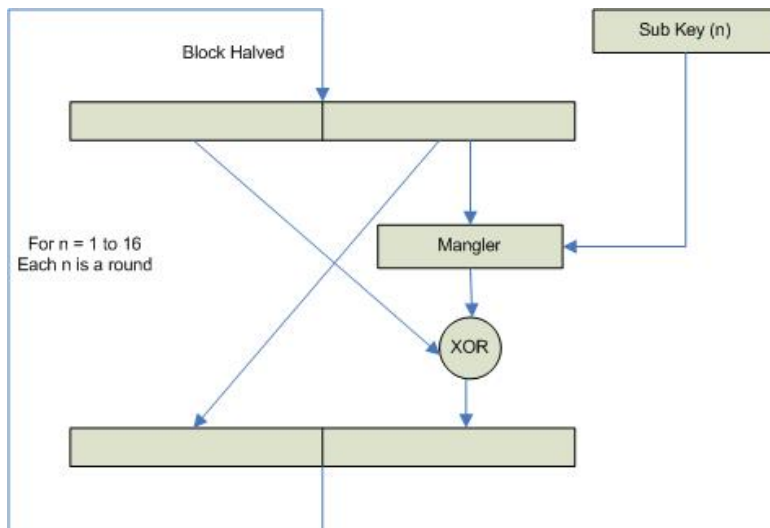 Sub Key (n)
Block Halved
For n = 1 to 16
Each n is a round
Mangler
XOR